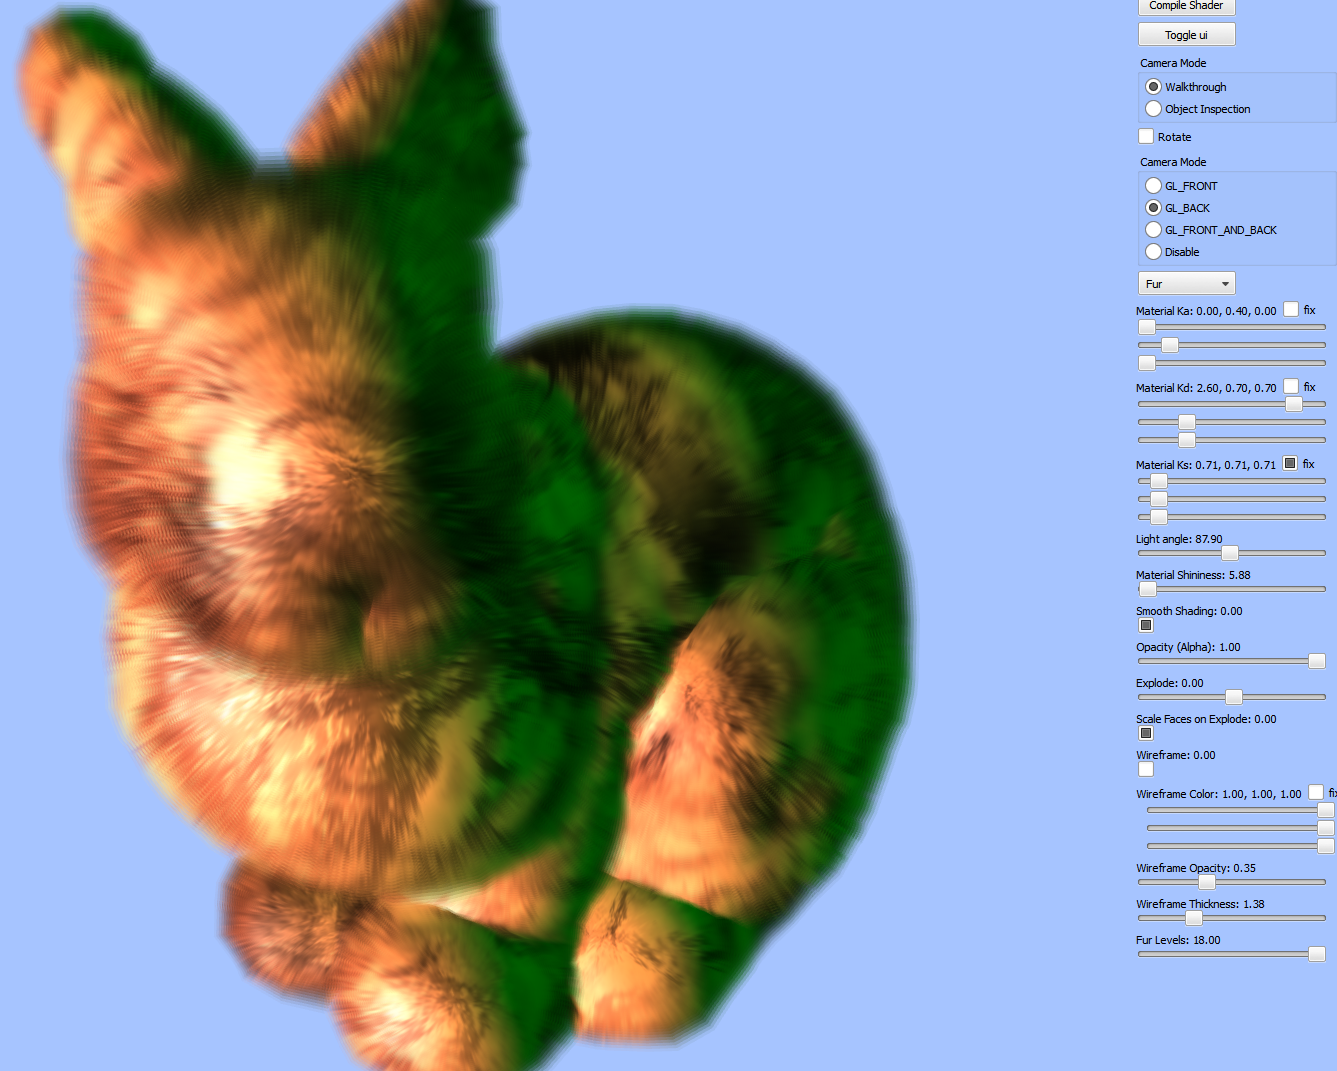 Compile Shader
Toggle ui
Camera Mode
Walkthrough
Object Inspection
Rotate
Camera Mode
GL_FRONT
GL_BACK
GL_FRONT_AND_BACK
Disable
Fur
Material Ka: 0.00, 0.40, 0.00 fix
Material Kd: 2.60, 0.70, 0.70 fix
Material Ks: 0.71, 0.71, 0.71 fix
Light angle: 87.90
Material Shininess: 5.88
Smooth Shading: 0.00
Opacity (Alpha): 1.00
Explode: 0.00
Scale Faces on Explode: 0.00
Wireframe: 0.00
Wireframe Color: 1.00, 1.00, 1.00
Wireframe Opacity: 0.35
Wireframe Thickness: 1.38
Fur Levels: 18.00